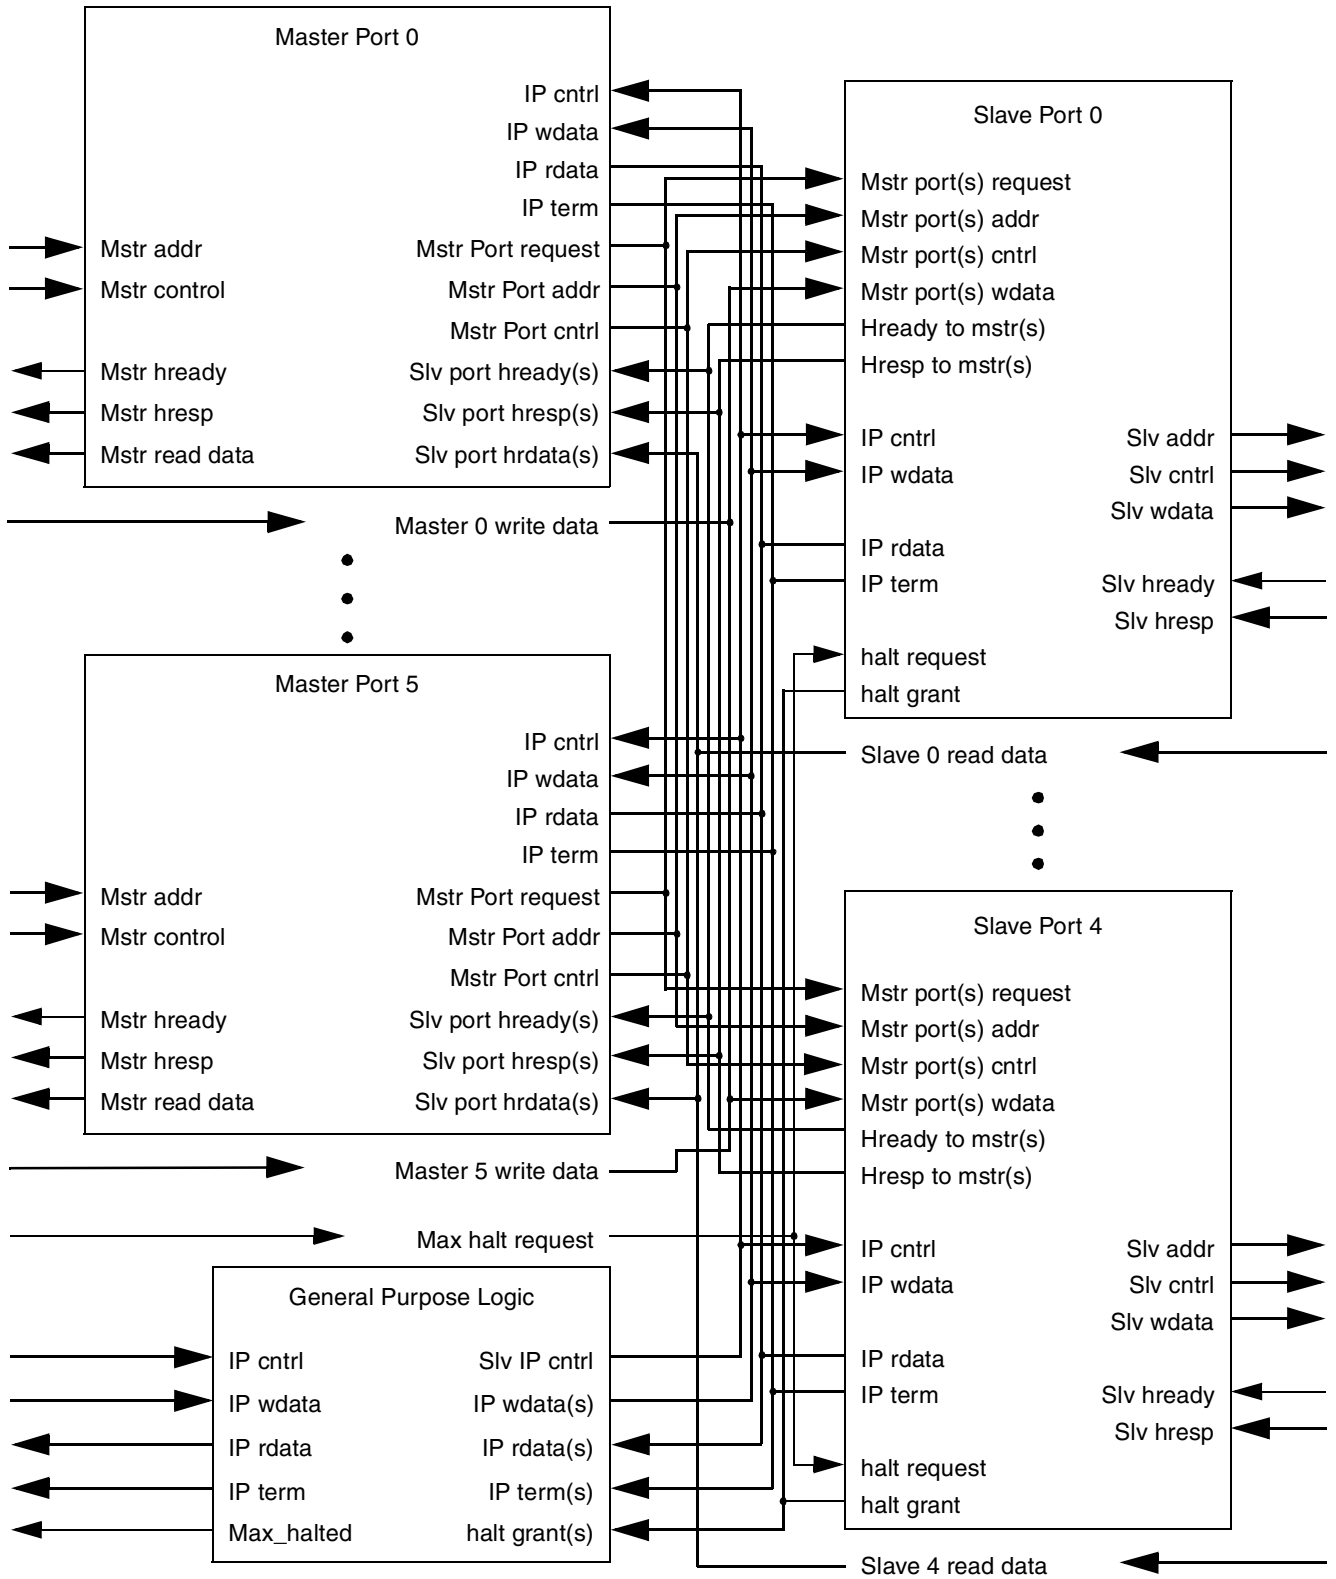 Master Port 0
IP cntrl
IP wdata
IP rdata
IP term
Mstr addr
Mstr Port request
Mstr control
Mstr Port addr
Mstr Port cntrl
Mstr hready
Slv port hready(s)
Mstr hresp
Slv port hresp(s)
Mstr read data
Slv port hrdata(s)
Master 0 write data
Master Port 5
IP cntrl
IP wdata
IP rdata
IP term
Mstr addr
Mstr Port request
Mstr control
Mstr Port addr
Mstr Port cntrl
Mstr hready
Slv port hready(s)
Mstr hresp
Slv port hresp(s)
Mstr read data
Slv port hrdata(s)
Master 5 write data
Max halt request
General Purpose Logic
IP cntrl
Slv IP cntrl
IP wdata
IP wdata(s)
IP rdata
IP rdata(s)
IP term
IP term(s)
Max_halted
halt grant(s)
Slave Port 0
Mstr port(s) request
Mstr port(s) addr
Mstr port(s) cntrl
Mstr port(s) wdata
Hready to mstr(s)
Hresp to mstr(s)
IP cntrl
Slv addr
IP wdata
Slv cntrl
Slv wdata
IP rdata
IP term
Slv hready
Slv hresp
halt request
halt grant
Slave 0 read data
Slave Port 4
Mstr port(s) request
Mstr port(s) addr
Mstr port(s) cntrl
Mstr port(s) wdata
Hready to mstr(s)
Hresp to mstr(s)
IP cntrl
Slv addr
IP wdata
Slv cntrl
Slv wdata
IP rdata
IP term
Slv hready
Slv hresp
halt request
halt grant
Slave 4 read data